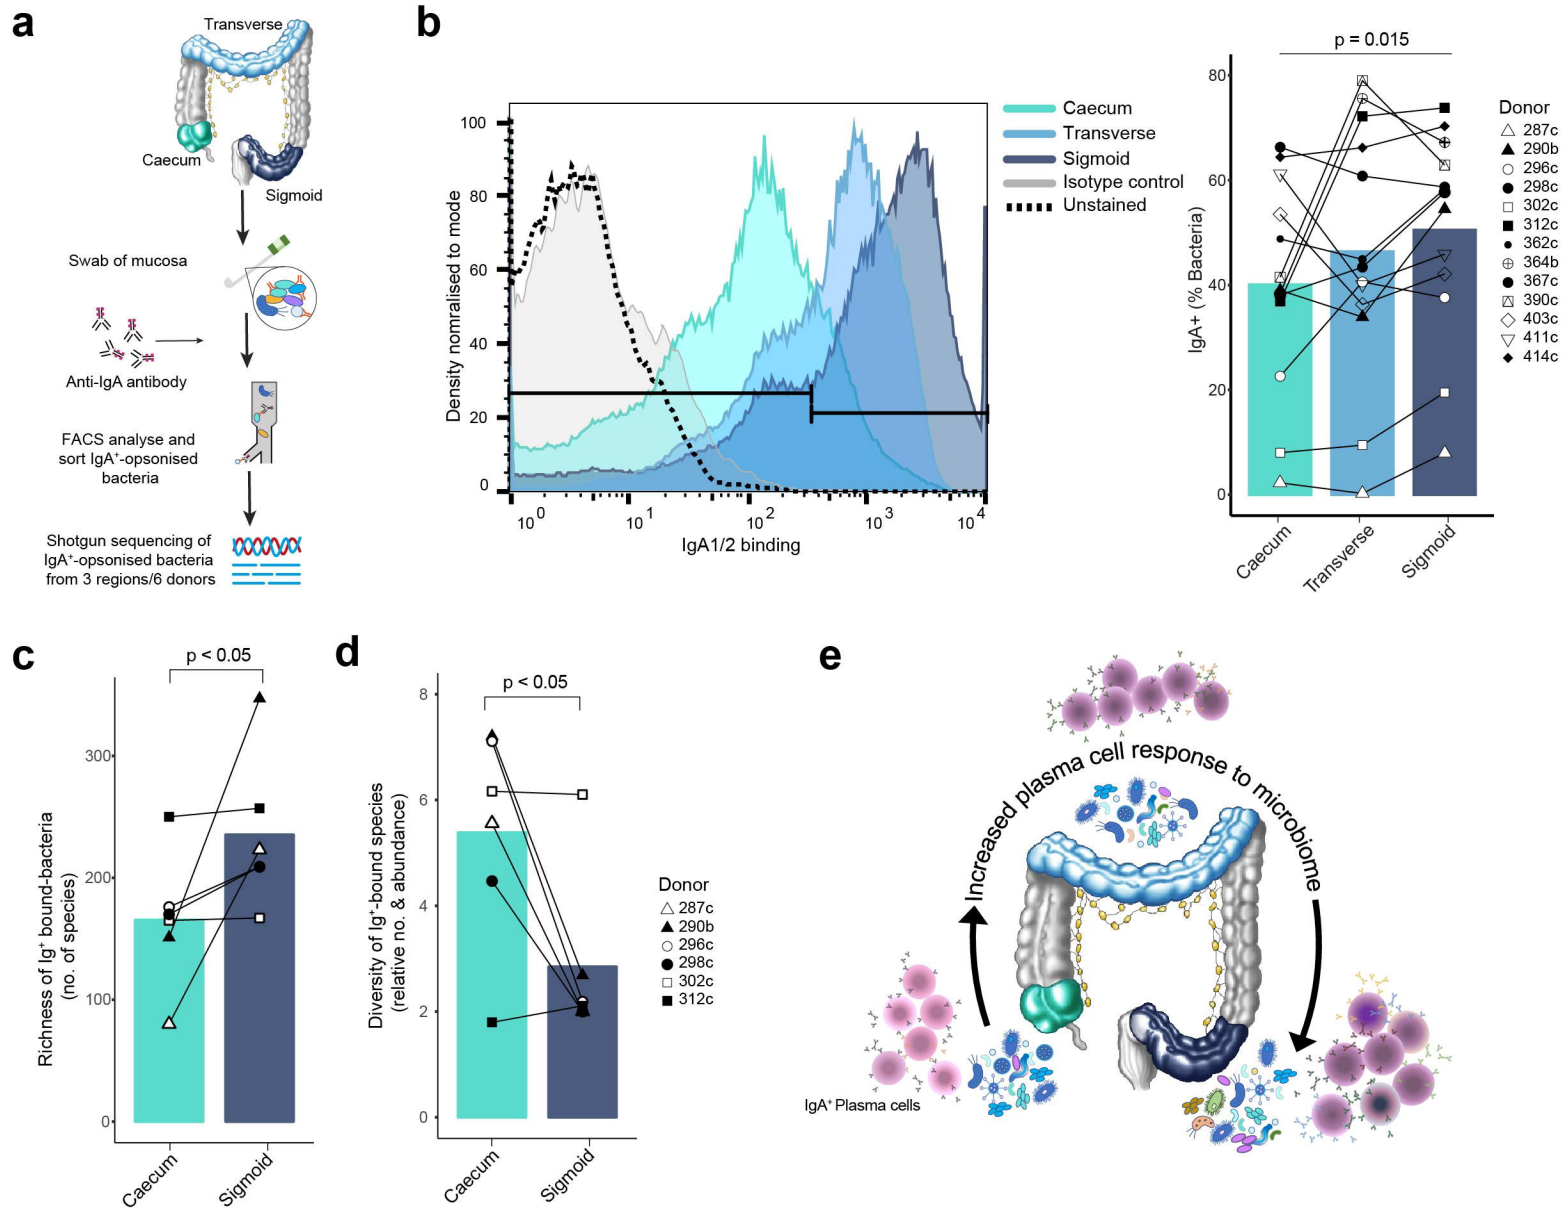 a
Transverse
Caecum
Sigmoid
Swab of mucosa
Anti-IgA antibody
FACS analyse and
sort IgA⁺-opsonised
bacteria
Shotgun sequencing of
IgA⁺-opsonised bacteria
from 3 regions/6 donors
b
Density nomralised to mode
100
80
60
40
20
0
10⁰
10¹
10²
10³
10⁴
IgA1/2 binding
Caecum
Transverse
Sigmoid
Isotype control
Unstained
p = 0.015
IgA+ (% Bacteria)
80
60
40
20
0
Caecum
Transverse
Sigmoid
Donor
287c
290b
296c
298c
302c
312c
362c
364b
367c
390c
403c
411c
414c
c
p < 0.05
Richness of Ig⁺ bound-bacteria
(no. of species)
300
200
100
0
Caecum
Sigmoid
d
p < 0.05
Diversity of Ig⁺-bound species
(relative no. & abundance)
8
6
4
2
0
Caecum
Sigmoid
Donor
287c
290b
296c
298c
302c
312c
e
Increased plasma cell response to microbiome
IgA⁺ Plasma cells